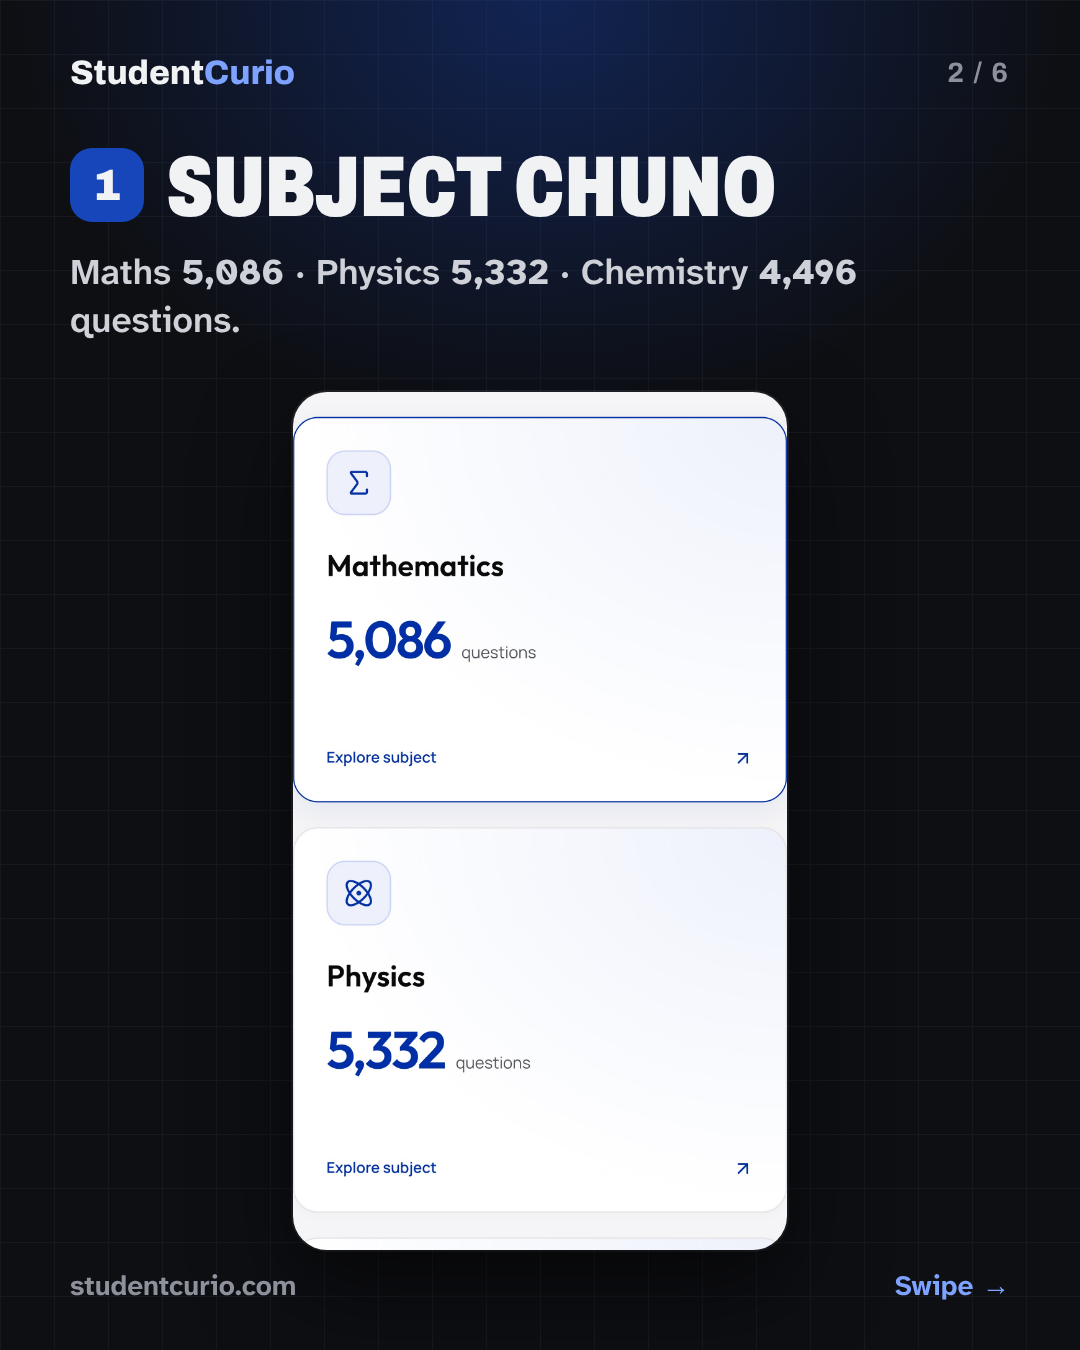 StudentCurio
2 / 6
1 SUBJECT CHUNO
Maths 5,086 · Physics 5,332 · Chemistry 4,496
questions.
Σ
Mathematics
5,086 questions
Explore subject ↗
Physics
5,332 questions
Explore subject ↗
studentcurio.com
Swipe →